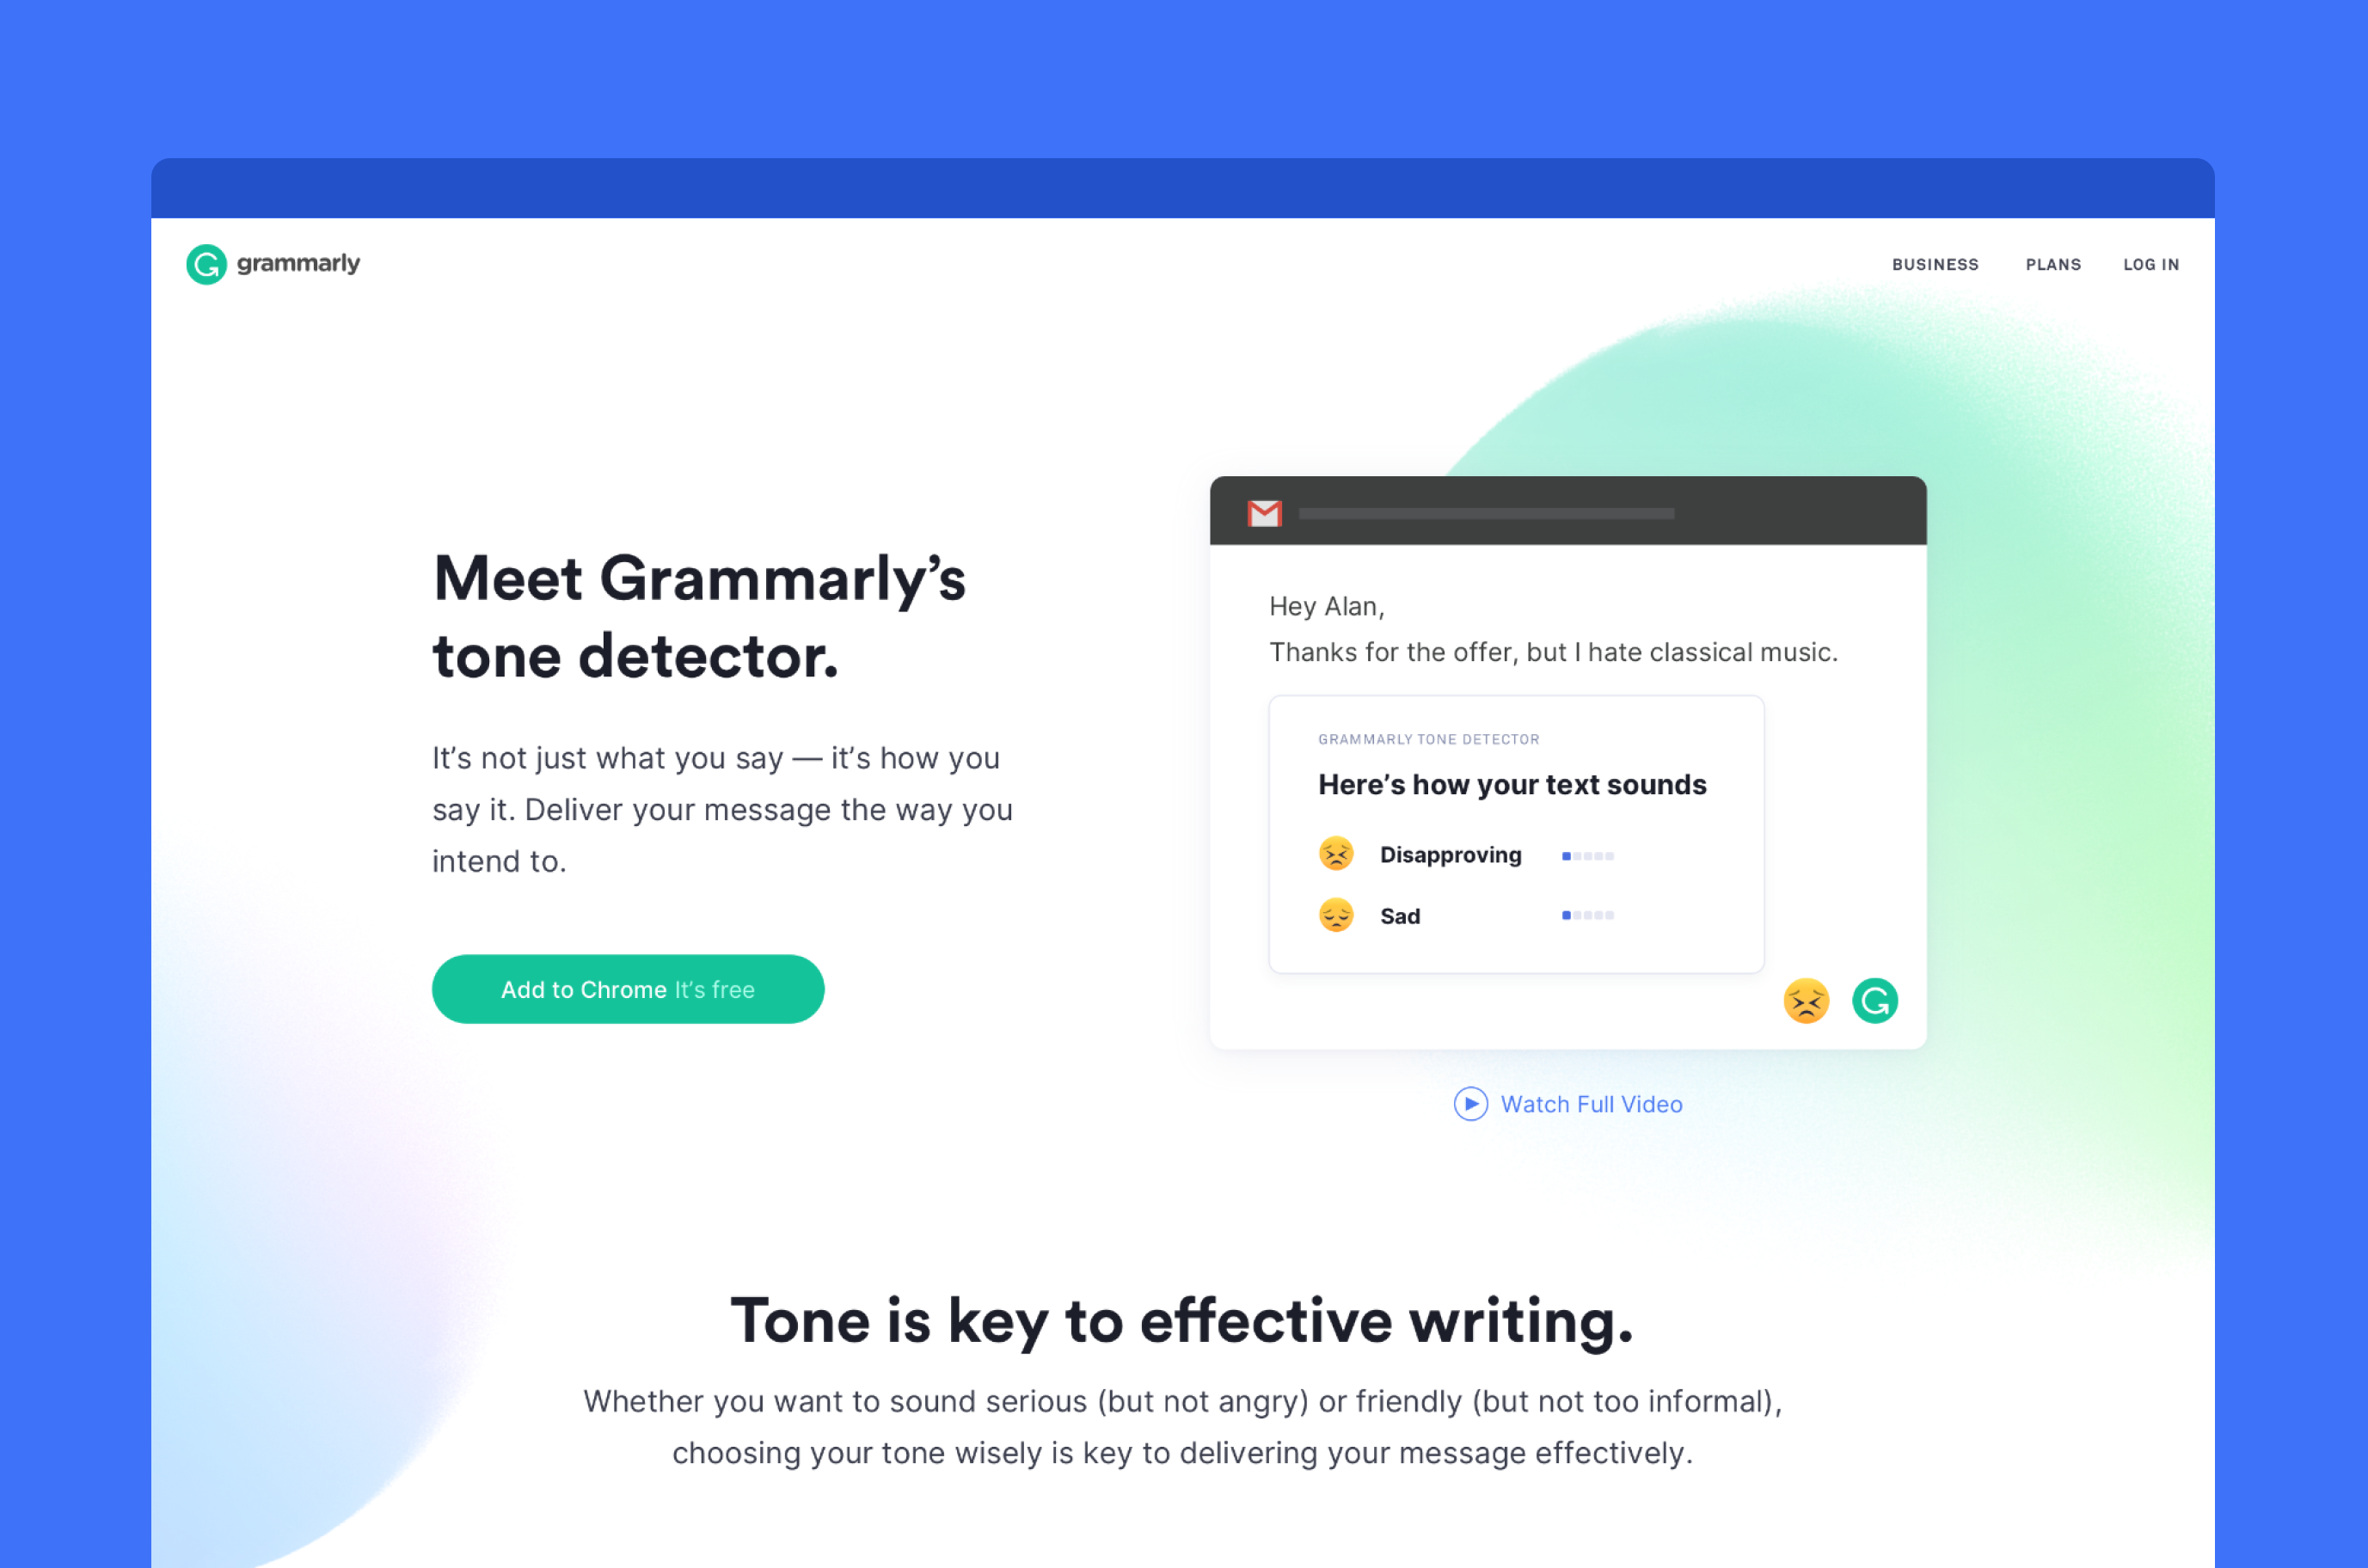 grammarly
BUSINESS PLANS LOG IN
Meet Grammarly’s
tone detector.
It’s not just what you say — it’s how you
say it. Deliver your message the way you
intend to.
Add to Chrome It’s free
Hey Alan,
Thanks for the offer, but I hate classical music.
GRAMMARLY TONE DETECTOR
Here’s how your text sounds
Disapproving
Sad
Watch Full Video
Tone is key to effective writing.
Whether you want to sound serious (but not angry) or friendly (but not too informal),
choosing your tone wisely is key to delivering your message effectively.